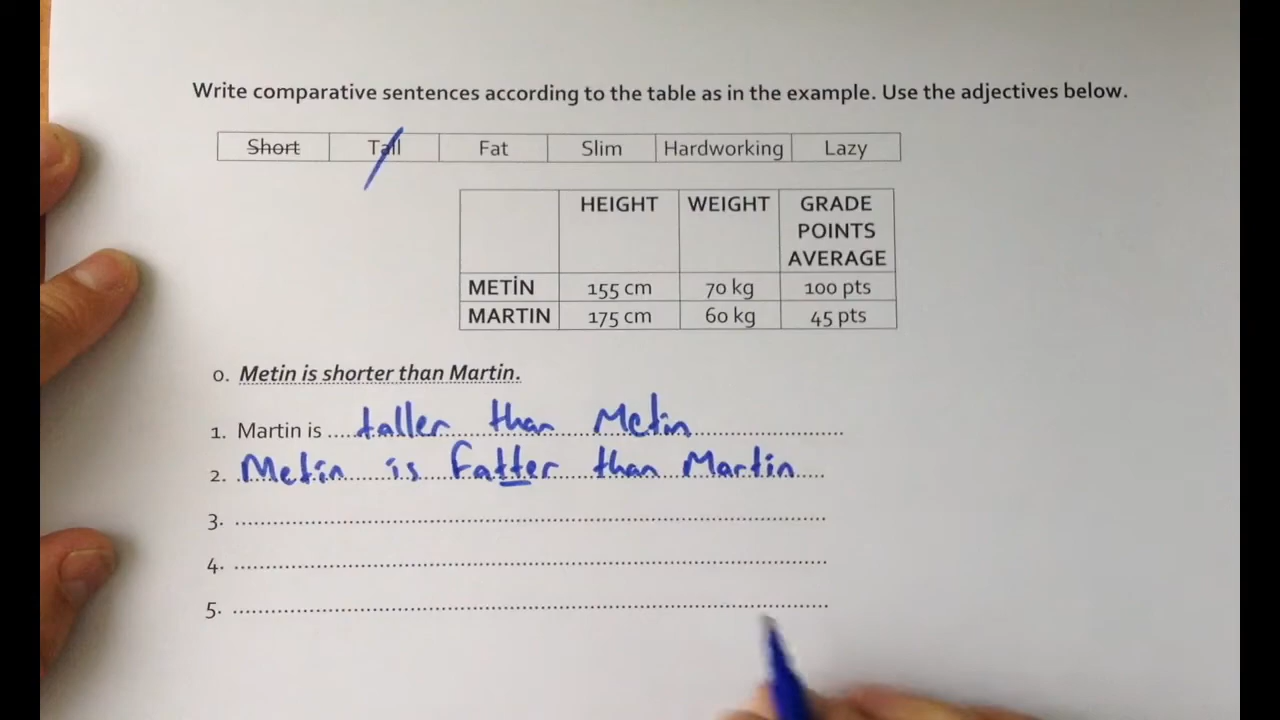 Write comparative sentences according to the table as in the example. Use the adjectives below.
Short Tall Fat Slim Hardworking Lazy
HEIGHT WEIGHT GRADE POINTS AVERAGE
METİN 155 cm 70 kg 100 pts
MARTIN 175 cm 60 kg 45 pts
0. Metin is shorter than Martin.
1. Martin is ....taller than Metin....
2. Metin is Fatter than Martin....
3. ....
4. ....
5. ....